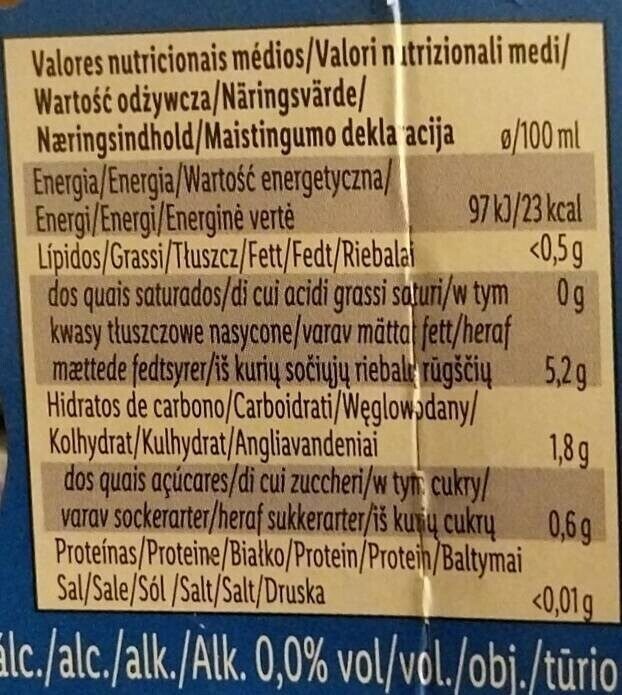 Valores nutricionais médios/Valori nutrizionali medi/
Wartość odżywcza/Näringsvärde/
Næringsindhold/Maistingumo deklaracija ø/100 ml
Energia/Energia/Wartość energetyczna/
Energi/Energi/Energinė vertė 97 kJ/23 kcal
Lípidos/Grassi/Tłuszcz/Fett/Fedt/Riebalai <0,5 g
dos quais saturados/di cui acidi grassi saturi/w tym 0 g
kwasy tłuszczowe nasycone/varav mättat fett/heraf
mættede fedtsyrer/iš kurių sočiųjų riebalų rūgščių 5,2 g
Hidratos de carbono/Carboidrati/Węglowodany/
Kolhydrat/Kulhydrat/Angliavandeniai 1,8 g
dos quais açúcares/di cui zuccheri/w tym cukry/
varav sockerarter/heraf sukkerarter/iš kurių cukrų 0,6 g
Proteínas/Proteine/Białko/Protein/Protein/Baltymai
Sal/Sale/Sól /Salt/Salt/Druska <0,01 g
alc./alc./alk./Alk. 0,0% vol/vol./obj./tūrio